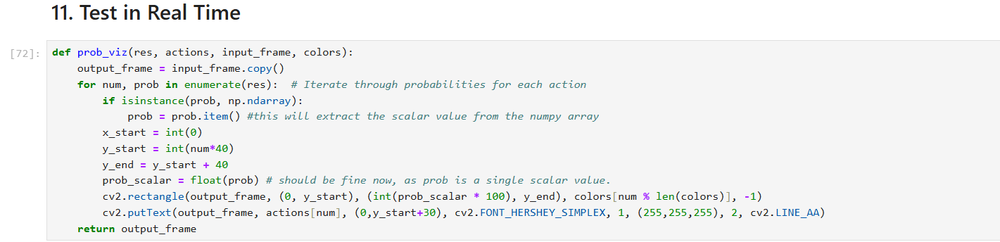 11. Test in Real Time
[72]:
def prob_viz(res, actions, input_frame, colors):
    output_frame = input_frame.copy()
    for num, prob in enumerate(res):  # Iterate through probabilities for each action
        if isinstance(prob, np.ndarray):
            prob = prob.item() #this will extract the scalar value from the numpy array
        x_start = int(0)
        y_start = int(num*40)
        y_end = y_start + 40
        prob_scalar = float(prob) # should be fine now, as prob is a single scalar value.
        cv2.rectangle(output_frame, (0, y_start), (int(prob_scalar * 100), y_end), colors[num % len(colors)], -1)
        cv2.putText(output_frame, actions[num], (0,y_start+30), cv2.FONT_HERSHEY_SIMPLEX, 1, (255,255,255), 2, cv2.LINE_AA)
    return output_frame